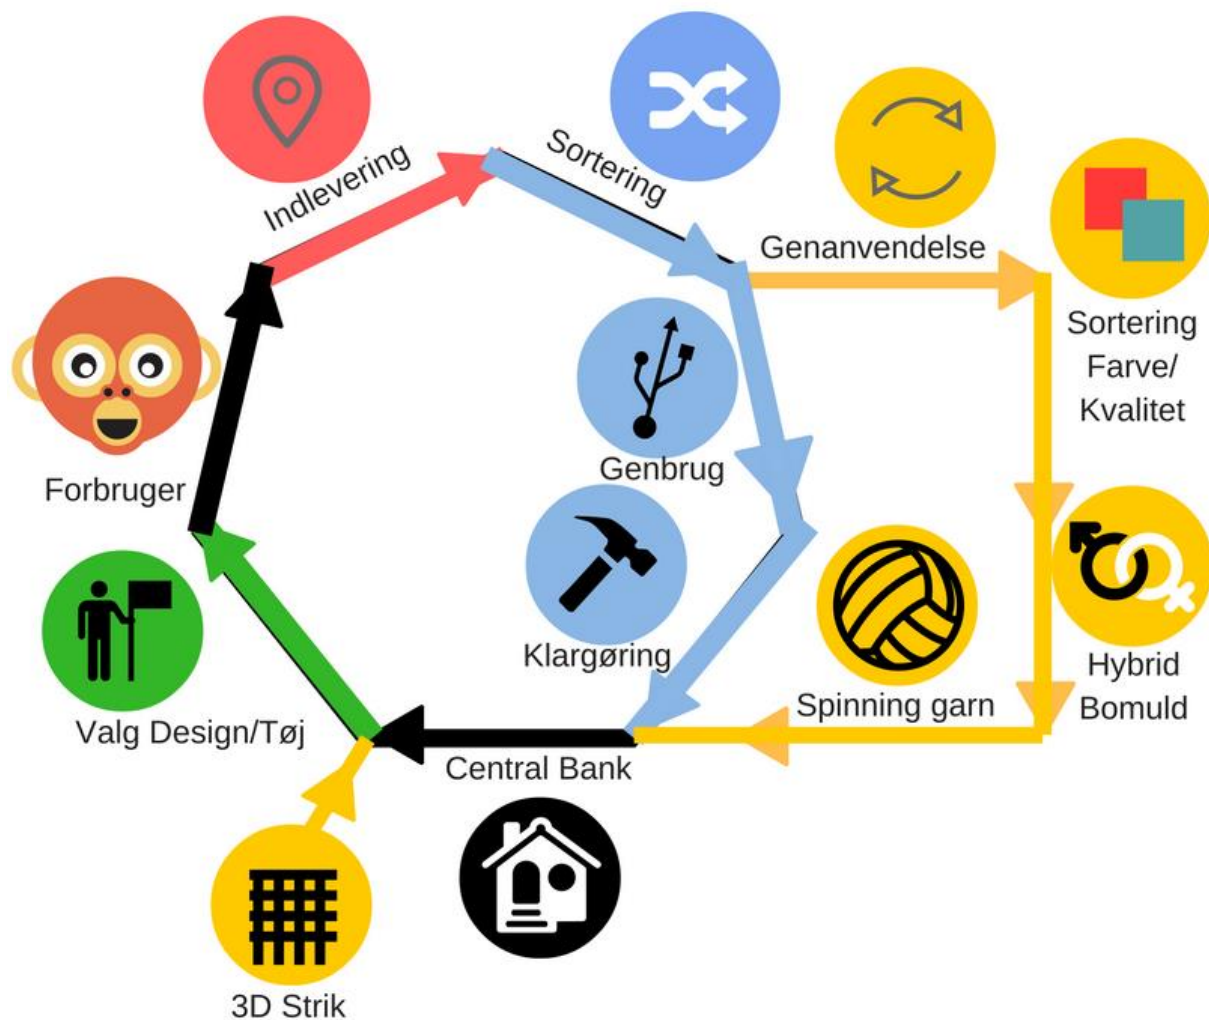 Indlevering
Sortering
Genanvendelse
Sortering
Farve/
Kvalitet
Forbruger
Genbrug
Klargøring
Hybrid
Bomuld
Spinning garn
Valg Design/Tøj
Central Bank
3D Strik